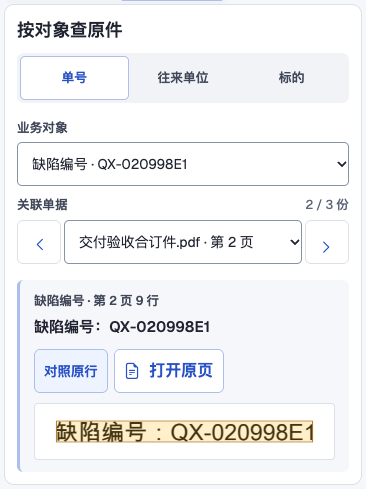 按对象查原件
单号 往来单位 标的
业务对象
缺陷编号 · QX-020998E1
关联单据 2 / 3 份
交付验收合订件.pdf · 第 2 页
缺陷编号 · 第 2 页 9 行
缺陷编号：QX-020998E1
对照原行 打开原页
缺陷编号：QX-020998E1